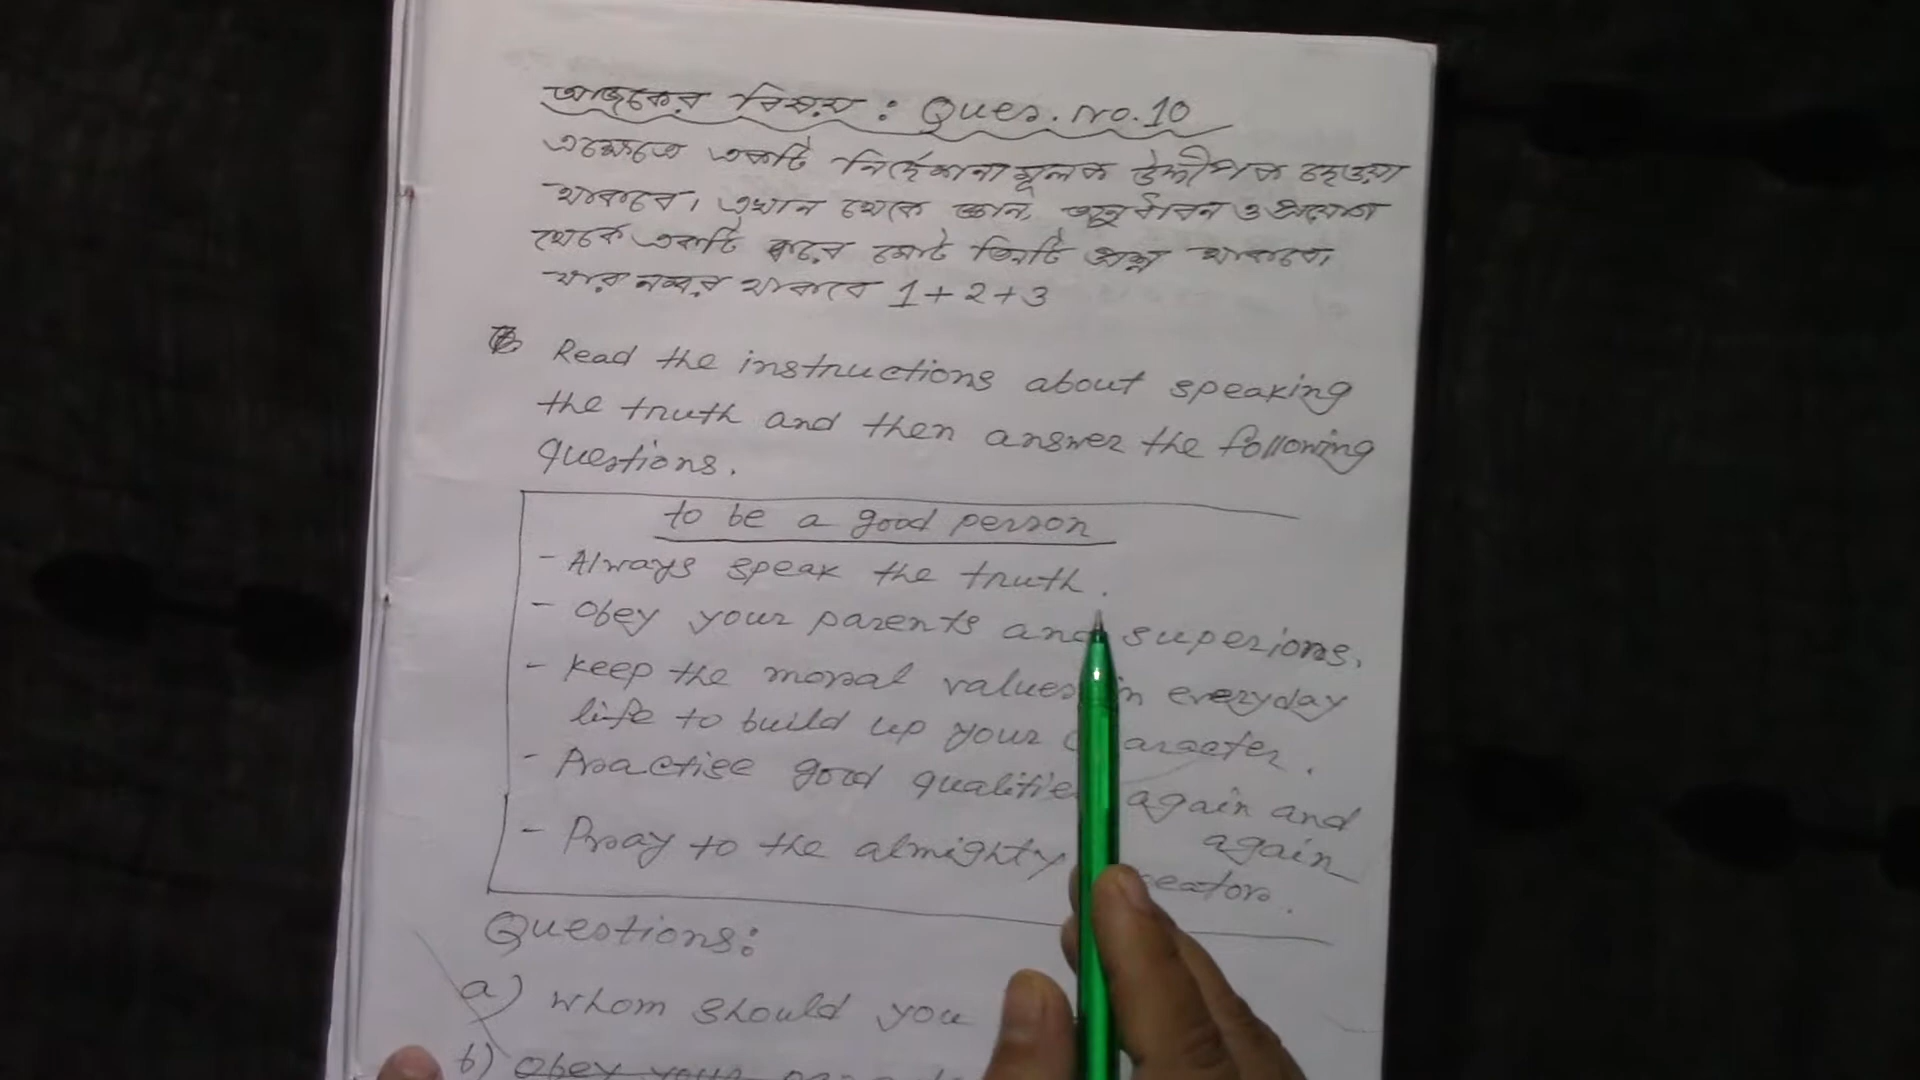 আজকের বিষয় : Ques. No. 10
এক্ষেত্রে একটি নির্দেশনামূলক উদ্দীপক দেওয়া
থাকবে। এখান থেকে জ্ঞান, অনুধাবন ও প্রয়োগ
থেকে একটি করে মোট তিনটি প্রশ্ন থাকবে,
যার নম্বর থাকবে 1+2+3
Read the instructions about speaking
the truth and then answer the following
questions.
to be a good person
- Always speak the truth.
- Obey your parents and superiors,
- Keep the moral values in everyday
life to build up your character.
- Practise good qualities again and
again
- Pray to the almighty creator.
Questions:
a) whom should you
b) Obey your